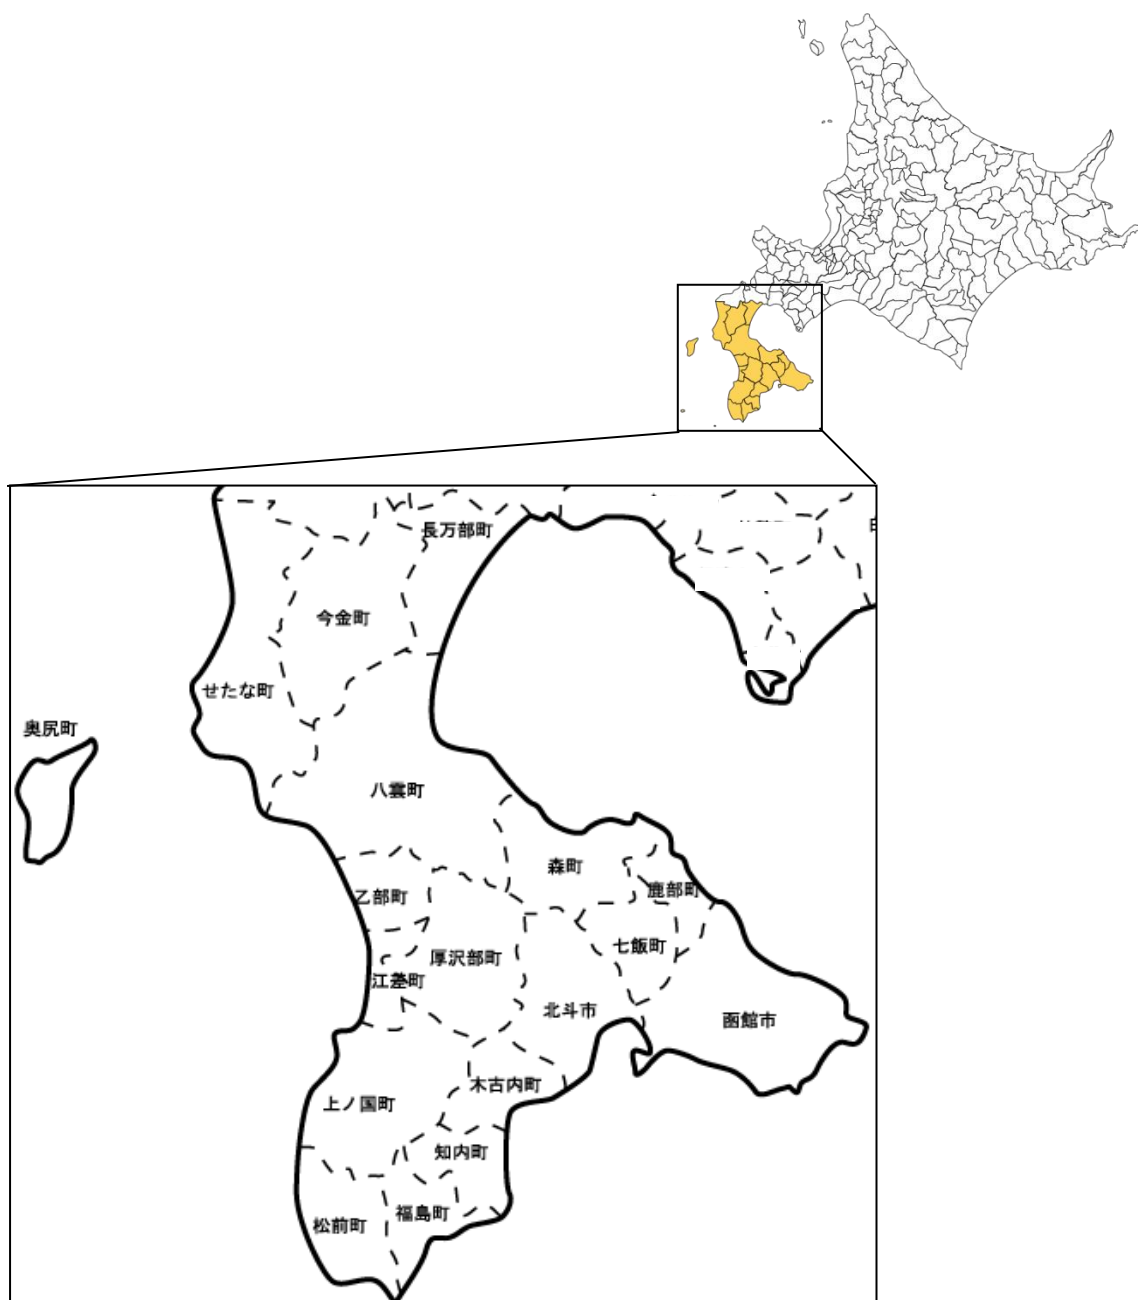 長万部町
今金町
せたな町
奥尻町
八雲町
森町
鹿部町
乙部町
七飯町
厚沢部町
江差町
北斗市
函館市
木古内町
上ノ国町
知内町
福島町
松前町